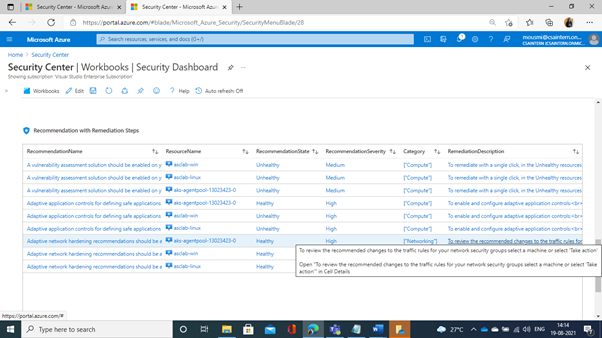 Security Center - Microsoft Azu
Security Center - Microsoft Azu
https://portal.azure.com/#blade/Microsoft_Azure_Security/SecurityMenuBlade/28
Microsoft Azure
Search resources, services, and docs (G+/)
1
mousmi@csaintern.on...
CSAINTERN (CSAINTERN.ONMIC...
Home > Security Center
Security Center | Workbooks | Security Dashboard
Showing subscription 'Visual Studio Enterprise Subscription'
Workbooks Edit ? Help Auto refresh: Off
Recommendation with Remediation Steps
RecommendationName ResourceName RecommendationState RecommendationSeverity Category RemediationDescription
A vulnerability assessment solution should be enabled on y asclab-win Unhealthy Medium ["Compute"] To remediate with a single click, in the Unhealthy resources
A vulnerability assessment solution should be enabled on y asclab-linux Unhealthy Medium ["Compute"] To remediate with a single click, in the Unhealthy resources
A vulnerability assessment solution should be enabled on y aks-agentpool-13023423-0 Unhealthy Medium ["Compute"] To remediate with a single click, in the Unhealthy resources
Adaptive application controls for defining safe applications aks-agentpool-13023423-0 Healthy High ["Compute"] To enable and configure adaptive application controls:<br>
Adaptive application controls for defining safe applications asclab-win Unhealthy High ["Compute"] To enable and configure adaptive application controls:<br>
Adaptive application controls for defining safe applications asclab-linux Unhealthy High ["Compute"] To enable and configure adaptive application controls:<br>
Adaptive network hardening recommendations should be a aks-agentpool-13023423-0 Healthy High ["Networking"] To review the recommended changes to the traffic rules for
Adaptive network hardening recommendations should be a asclab-win Healthy
Adaptive network hardening recommendations should be a asclab-linux Healthy
To review the recommended changes to the traffic rules for your network security groups select a machine or select 'Take action'
Open "To review the recommended changes to the traffic rules for your network security groups select a machine or select 'Take
action'" in Cell Details
https://portal.azure.com/#
Type here to search
27°C
ENG
14:14
19-08-2021